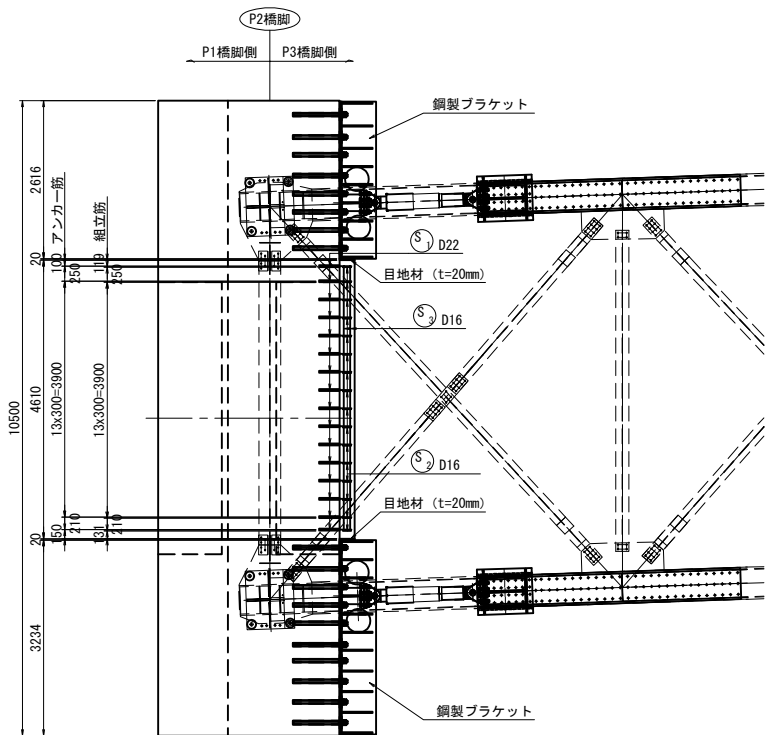 P2橋脚
P1橋脚側
P3橋脚側
鋼製ブラケット
2616
アンカー筋
組立筋
S1 D22
20
100
119
250
250
目地材 (t=20mm)
S3 D16
10500
4610
13x300=3900
13x300=3900
S2 D16
目地材 (t=20mm)
210
210
20
150
131
3234
鋼製ブラケット